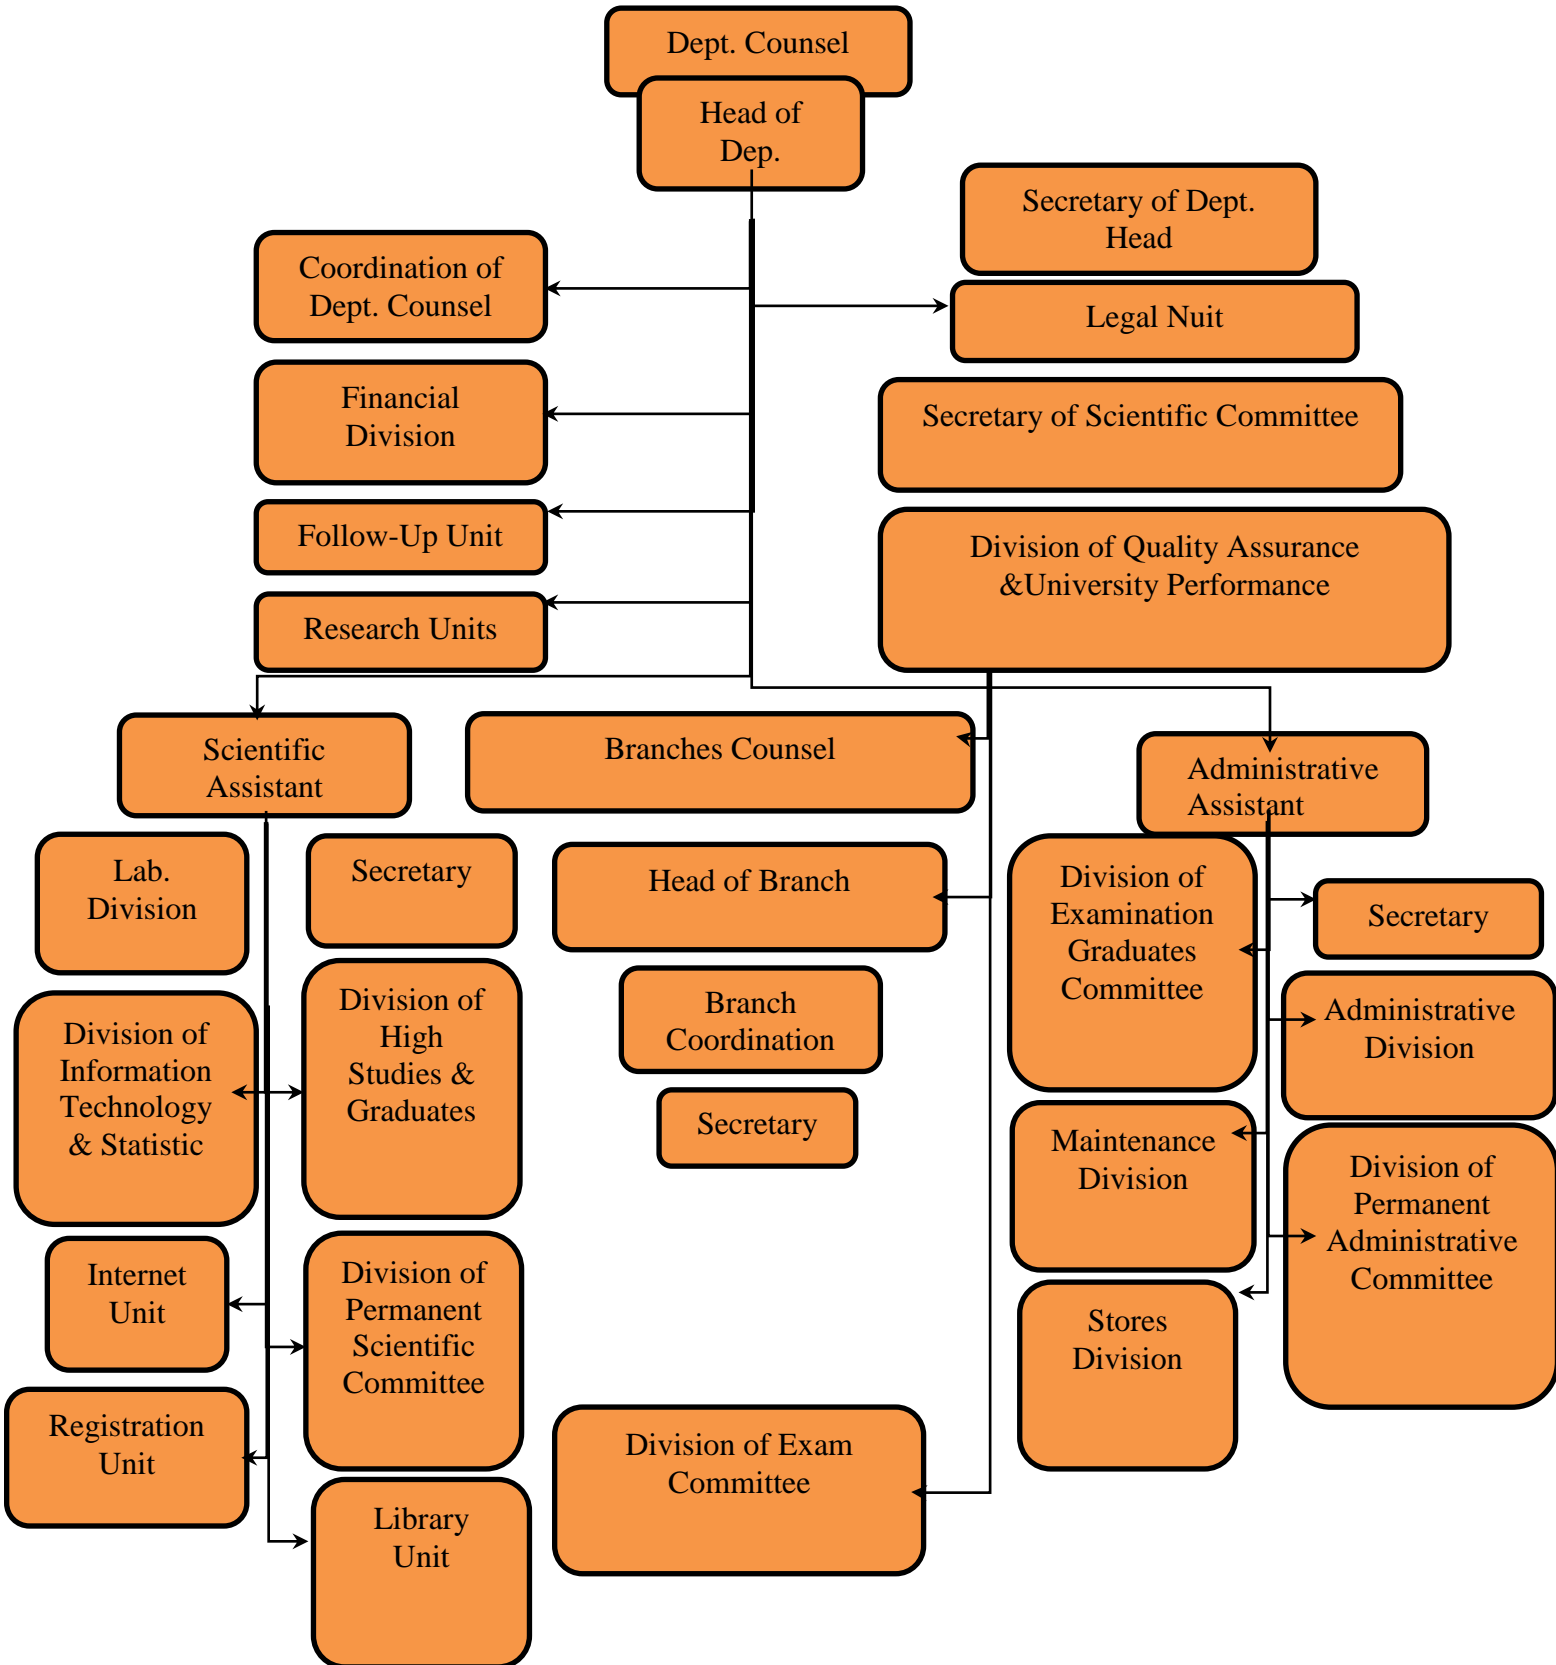 Dept. Counsel
Head of
Dep.
Secretary of Dept.
Head
Coordination of
Dept. Counsel
Legal Nuit
Financial
Division
Secretary of Scientific Committee
Follow-Up Unit
Division of Quality Assurance
&University Performance
Research Units
Scientific
Assistant
Branches Counsel
Administrative
Assistant
Lab.
Division
Secretary
Head of Branch
Division of
Examination
Graduates
Committee
Secretary
Division of
Information
Technology
& Statistic
Division of
High
Studies &
Graduates
Branch
Coordination
Administrative
Division
Secretary
Maintenance
Division
Division of
Permanent
Administrative
Committee
Internet
Unit
Division of
Permanent
Scientific
Committee
Stores
Division
Registration
Unit
Division of Exam
Committee
Library
Unit